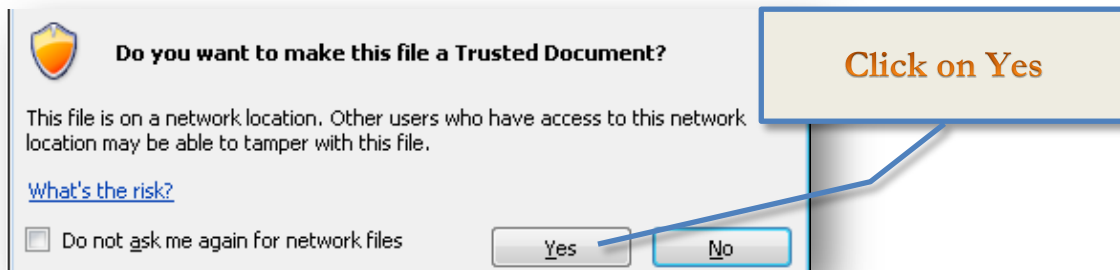 Do you want to make this file a Trusted Document?
Click on Yes
This file is on a network location. Other users who have access to this network
location may be able to tamper with this file.
What's the risk?
Do not ask me again for network files
Yes
No